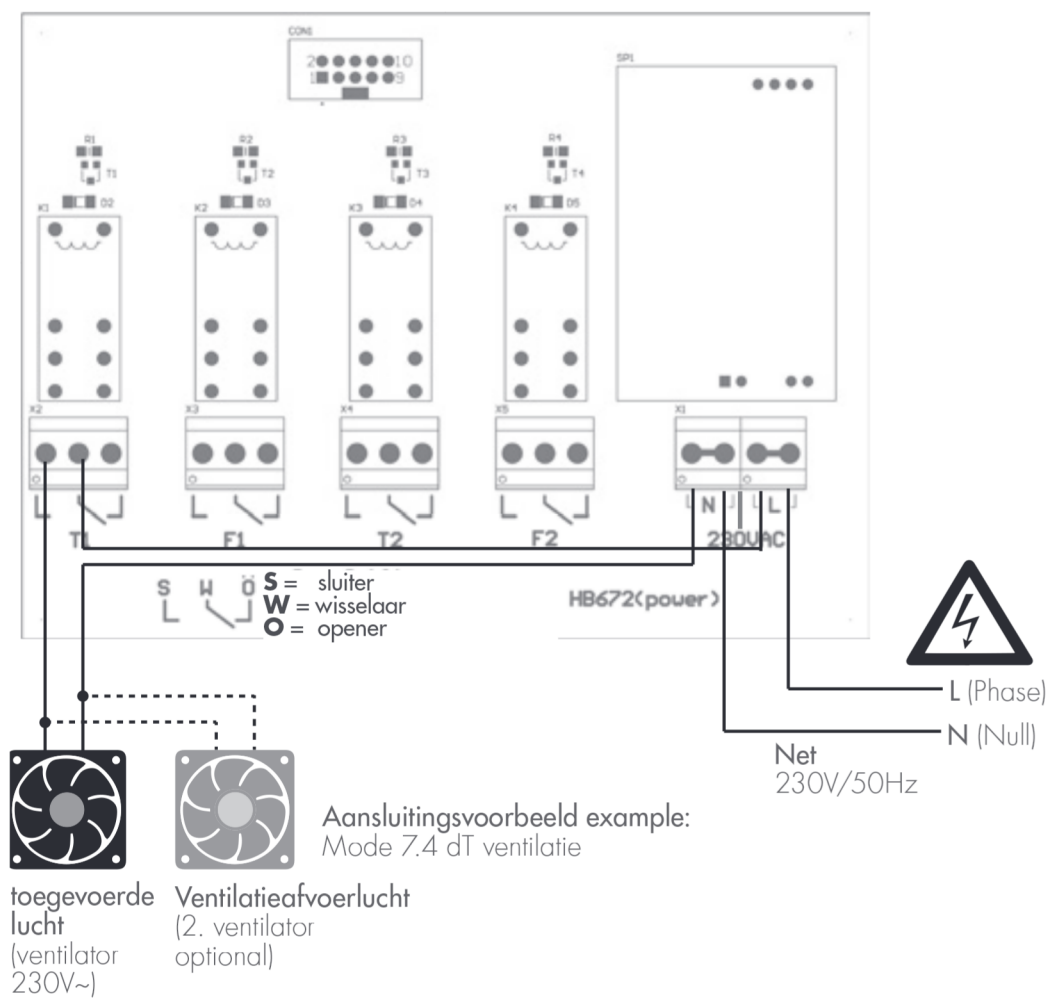 CON1
2 10
1 9
SP1
R1
R2
R3
R4
T1
T2
T3
T4
K1
D2
K2
D3
K3
D4
K4
D5
X2
X3
X4
X5
X1
N
L
T1
F1
T2
F2
230VAC
S W Ö
S = sluiter
W = wisselaar
O = opener
HB672(power)
L (Phase)
N (Null)
Net
230V/50Hz
Aansluitingsvoorbeeld example:
Mode 7.4 dT ventilatie
toegevoerde
lucht
(ventilator
230V~)
Ventilatieafvoerlucht
(2. ventilator
optional)